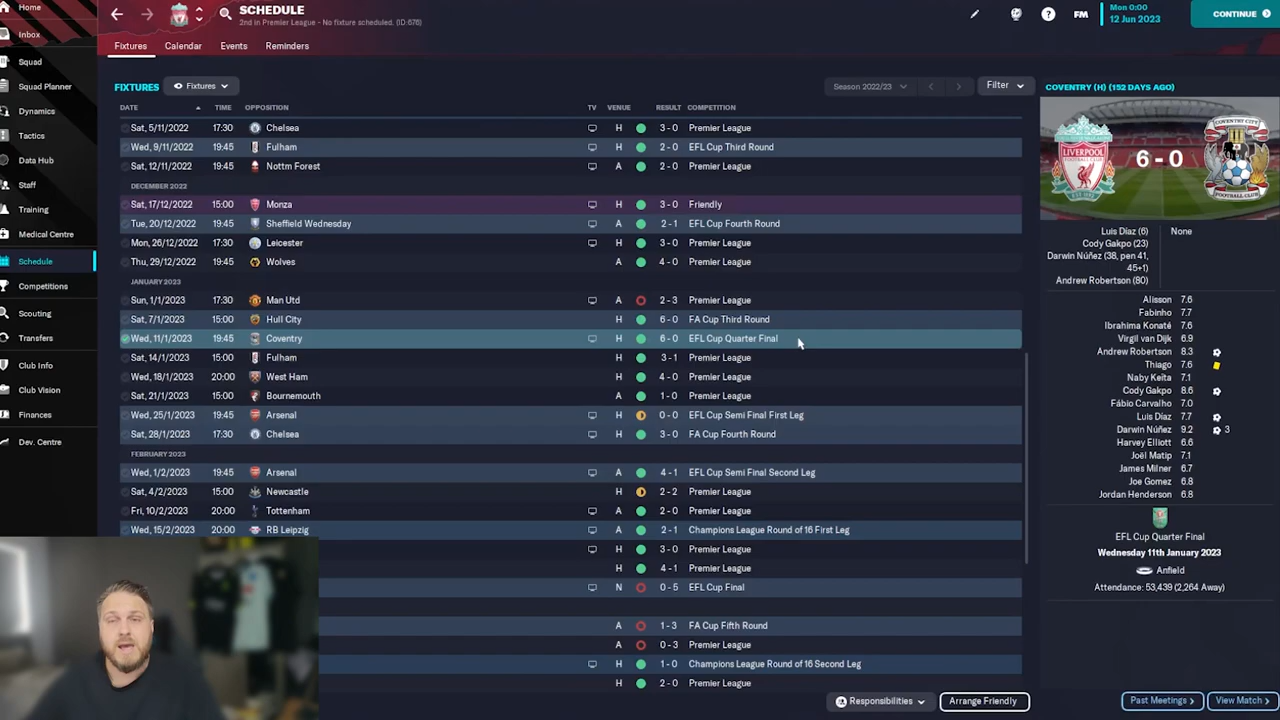 Home
Inbox
Squad
Squad Planner
Dynamics
Tactics
Data Hub
Staff
Training
Medical Centre
Schedule
Competitions
Scouting
Transfers
Club Info
Club Vision
Finances
Dev. Centre
SCHEDULE
2nd in Premier League - No fixture scheduled. (ID:676)
FM
Mon 0:00
12 Jun 2023
CONTINUE
Fixtures Calendar Events Reminders
FIXTURES Fixtures Season 2022/23 Filter
DATE TIME OPPOSITION TV VENUE RESULT COMPETITION
Sat, 5/11/2022 17:30 Chelsea H 3 - 0 Premier League
Wed, 9/11/2022 19:45 Fulham H 2 - 0 EFL Cup Third Round
Sat, 12/11/2022 19:45 Nottm Forest A 2 - 0 Premier League
DECEMBER 2022
Sat, 17/12/2022 15:00 Monza H 3 - 0 Friendly
Tue, 20/12/2022 19:45 Sheffield Wednesday A 2 - 1 EFL Cup Fourth Round
Mon, 26/12/2022 17:30 Leicester H 3 - 0 Premier League
Thu, 29/12/2022 19:45 Wolves A 4 - 0 Premier League
JANUARY 2023
Sun, 1/1/2023 17:30 Man Utd A 2 - 3 Premier League
Sat, 7/1/2023 15:00 Hull City H 6 - 0 FA Cup Third Round
Wed, 11/1/2023 19:45 Coventry H 6 - 0 EFL Cup Quarter Final
Sat, 14/1/2023 15:00 Fulham H 3 - 1 Premier League
Wed, 18/1/2023 20:00 West Ham H 4 - 0 Premier League
Sat, 21/1/2023 15:00 Bournemouth A 1 - 0 Premier League
Wed, 25/1/2023 19:45 Arsenal H 0 - 0 EFL Cup Semi Final First Leg
Sat, 28/1/2023 17:30 Chelsea H 3 - 0 FA Cup Fourth Round
FEBRUARY 2023
Wed, 1/2/2023 19:45 Arsenal A 4 - 1 EFL Cup Semi Final Second Leg
Sat, 4/2/2023 15:00 Newcastle H 2 - 2 Premier League
Fri, 10/2/2023 20:00 Tottenham A 2 - 0 Premier League
Wed, 15/2/2023 20:00 RB Leipzig A 2 - 1 Champions League Round of 16 First Leg
H 3 - 0 Premier League
H 4 - 1 Premier League
N 0 - 5 EFL Cup Final
A 1 - 3 FA Cup Fifth Round
A 0 - 3 Premier League
H 1 - 0 Champions League Round of 16 Second Leg
H 2 - 0 Premier League
Responsibilities Arrange Friendly
COVENTRY (H) (152 DAYS AGO)
LIVERPOOL
FOOTBALL CLUB
6 - 0
COVENTRY CITY
Luis Díaz (6) None
Cody Gakpo (23)
Darwin Núñez (38, pen 41,
45+1)
Andrew Robertson (80)
Alisson 7.6
Fabinho 7.7
Ibrahima Konaté 7.6
Virgil van Dijk 6.9
Andrew Robertson 8.3
Thiago 7.6
Naby Keïta 7.1
Cody Gakpo 8.6
Fábio Carvalho 7.0
Luis Díaz 7.7
Darwin Núñez 9.2 3
Harvey Elliott 6.6
Joël Matip 7.1
James Milner 6.7
Joe Gomez 6.8
Jordan Henderson 6.8
EFL Cup Quarter Final
Wednesday 11th January 2023
Anfield
Attendance: 53,439 (2,264 Away)
Past Meetings View Match